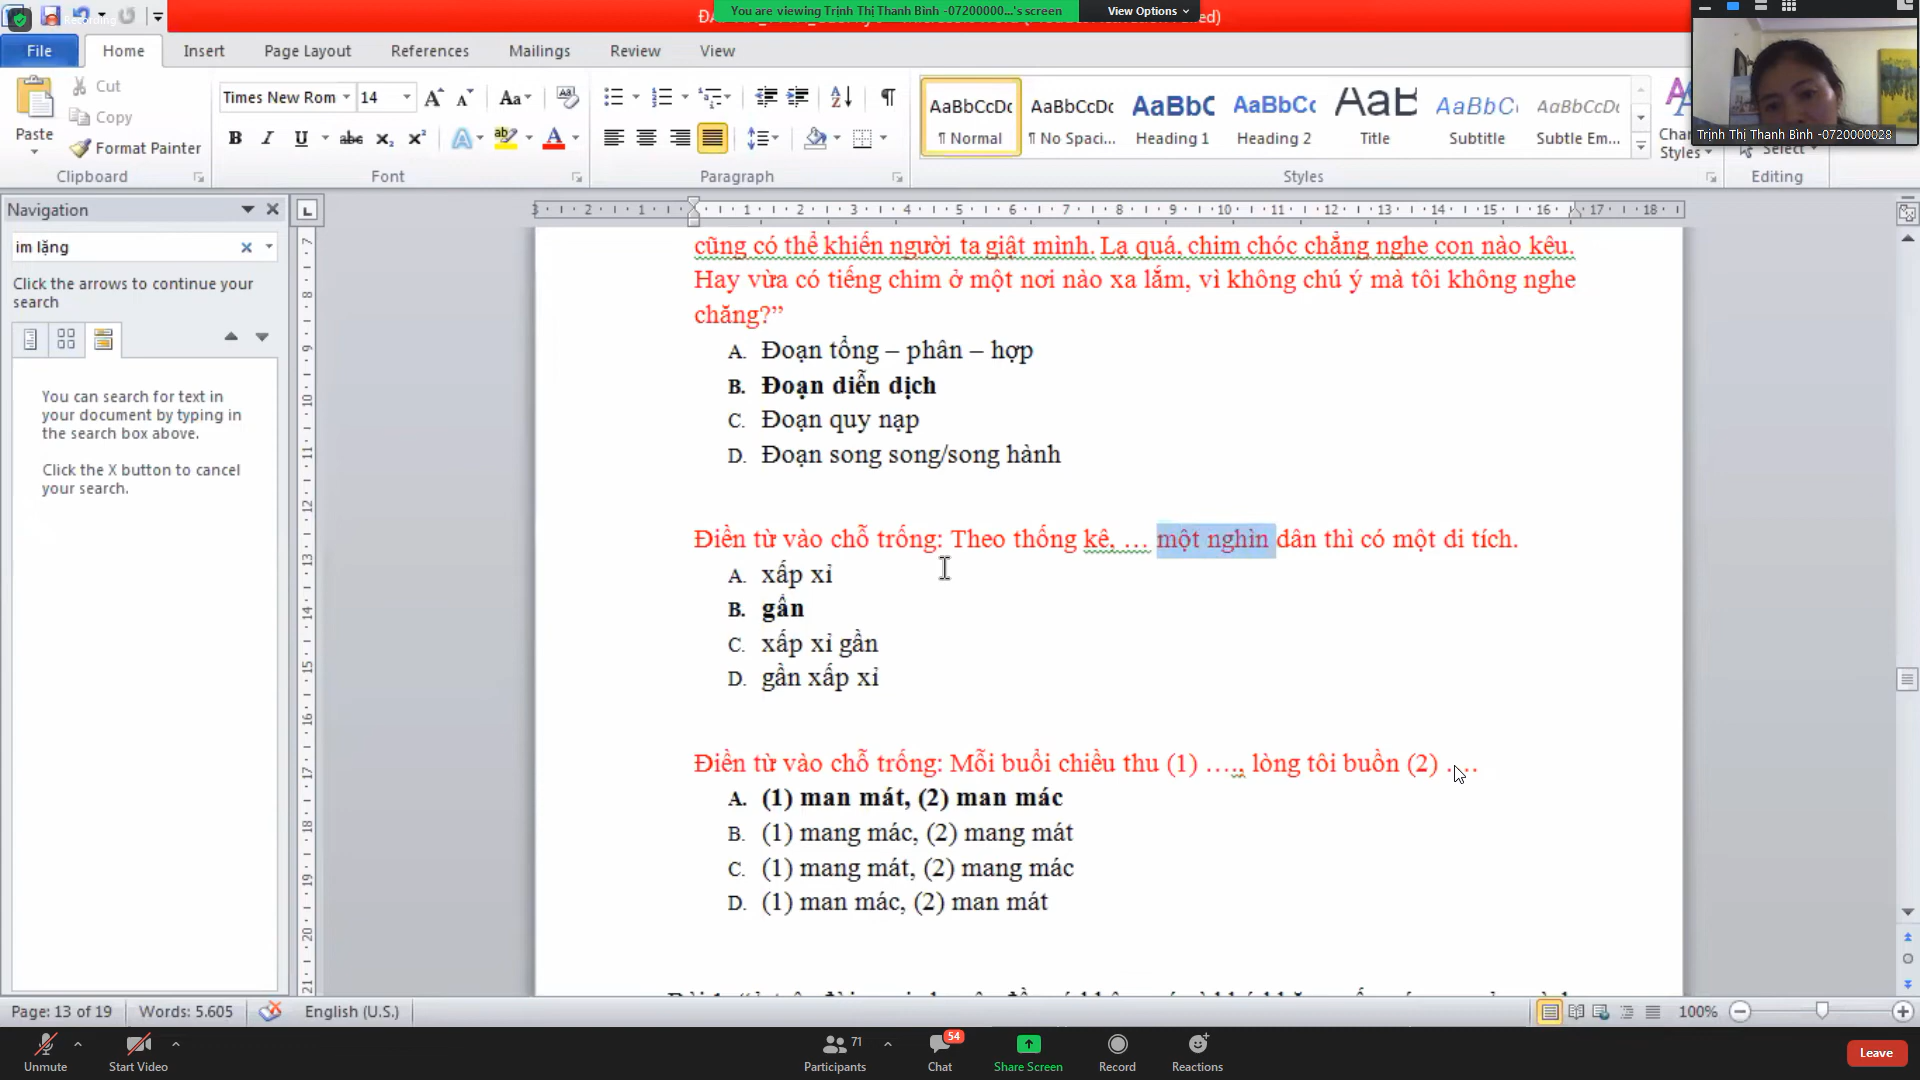 Recording
You are viewing Trịnh Thị Thanh Bình -07200000...'s screen
View Options
File
Home
Insert
Page Layout
References
Mailings
Review
View
Paste
Cut
Copy
Format Painter
Clipboard
Times New Rom
14
Font
Paragraph
AaBbCcDc
¶ Normal
AaBbCcDc
¶ No Spaci...
AaBbC
Heading 1
AaBbCc
Heading 2
AaB
Title
AaBbC
Subtitle
AaBbCcDc
Subtle Em...
Styles
Styles
Select
Editing
Trịnh Thị Thanh Bình -0720000028
Navigation
im lặng
Click the arrows to continue your
search
You can search for text in
your document by typing in
the search box above.
Click the X button to cancel
your search.
cũng có thể khiến người ta giật mình. Lạ quá, chim chóc chẳng nghe con nào kêu.
Hay vừa có tiếng chim ở một nơi nào xa lắm, vì không chú ý mà tôi không nghe
chăng?”
A. Đoạn tổng – phân – hợp
B. Đoạn diễn dịch
C. Đoạn quy nạp
D. Đoạn song song/song hành
Điền từ vào chỗ trống: Theo thống kê, … một nghìn dân thì có một di tích.
A. xấp xỉ
B. gần
C. xấp xỉ gần
D. gần xấp xỉ
Điền từ vào chỗ trống: Mỗi buổi chiều thu (1) …., lòng tôi buồn (2) ….
A. (1) man mát, (2) man mác
B. (1) mang mác, (2) mang mát
C. (1) mang mát, (2) mang mác
D. (1) man mác, (2) man mát
Page: 13 of 19
Words: 5.605
English (U.S.)
100%
Unmute
Start Video
Participants
71
Chat
54
Share Screen
Record
Reactions
Leave